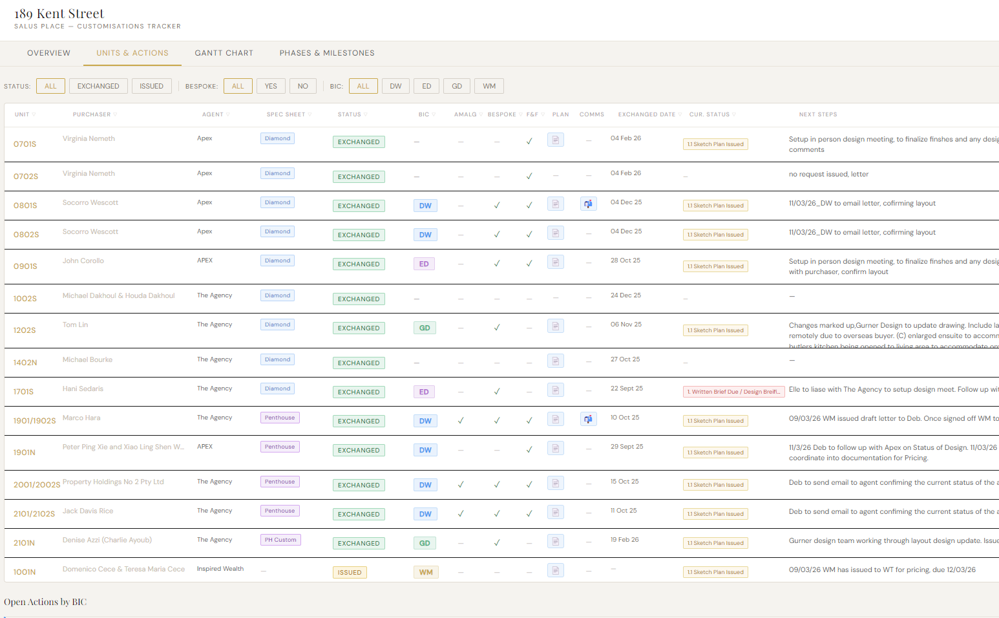 189 Kent Street
SALUS PLACE — CUSTOMISATIONS TRACKER
OVERVIEW UNITS & ACTIONS GANTT CHART PHASES & MILESTONES
STATUS: ALL EXCHANGED ISSUED BESPOKE: ALL YES NO BIC: ALL DW ED GD WM
UNIT PURCHASER AGENT SPEC SHEET STATUS BIC AMALG BESPOKE F&F PLAN COMMS EXCHANGED DATE CUR. STATUS NEXT STEPS
0701S Virginia Nemeth Apex Diamond EXCHANGED — — — ✓ — 04 Feb 26 1.1 Sketch Plan Issued Setup in person design meeting, to finalize finshes and any desig
comments
0702S Virginia Nemeth Apex Diamond EXCHANGED — — — ✓ — — 04 Feb 26 — no request issued, letter
0801S Socorro Wescott Apex Diamond EXCHANGED DW — ✓ ✓ 04 Dec 25 1.1 Sketch Plan Issued 11/03/26_DW to email letter, cofirming layout
0802S Socorro Wescott Apex Diamond EXCHANGED DW — ✓ ✓ — 04 Dec 25 1.1 Sketch Plan Issued 11/03/26_DW to email letter, cofirming layout
0901S John Corollo APEX Diamond EXCHANGED ED — ✓ ✓ — 28 Oct 25 1.1 Sketch Plan Issued Setup in person design meeting, to finalize finshes and any desig
with purchaser, confirm layout
1002S Michael Dakhoul & Houda Dakhoul The Agency Diamond EXCHANGED — — — — — — 24 Dec 25 — —
1202S Tom Lin The Agency Diamond EXCHANGED GD — ✓ — — 06 Nov 25 1.1 Sketch Plan Issued Changes marked up,Gurner Design to update drawing. Include la
remotely due to overseas buyer. (C) enlarged ensuite to accomm
butlers kitchen being opened to living area to accommodate
1402N Michael Bourke The Agency Diamond EXCHANGED — — — — — 27 Oct 25 — —
1701S Hani Sedaris The Agency Diamond EXCHANGED ED — ✓ — — 22 Sept 25 1. Written Brief Due / Design Breifi... Elle to liase with The Agency to setup design meet. Follow up wit
1901/1902S Marco Hara The Agency Penthouse EXCHANGED DW ✓ ✓ ✓ 10 Oct 25 1.1 Sketch Plan Issued 09/03/26 WM issued draft letter to Deb. Once signed off WM to
1901N Peter Ping Xie and Xiao Ling Shen W... APEX Penthouse EXCHANGED DW — — ✓ — 29 Sept 25 1.1 Sketch Plan Issued 11/3/26 Deb to follow up with Apex on Status of Design. 11/03/26
coordinate into documentation for Pricing.
2001/2002S Property Holdings No 2 Pty Ltd The Agency Penthouse EXCHANGED DW ✓ ✓ ✓ — 15 Oct 25 1.1 Sketch Plan Issued Deb to send email to agent confiming the current status of the a
2101/2102S Jack Davis Rice The Agency Penthouse EXCHANGED DW ✓ ✓ ✓ — 11 Oct 25 1.1 Sketch Plan Issued Deb to send email to agent confiming the current status of the a
2101N Denise Azzi (Charlie Ayoub) The Agency PH Custom EXCHANGED GD — ✓ — — 19 Feb 26 1.1 Sketch Plan Issued Gurner design team working through layout design update. Issue
1001N Domenico Cece & Teresa Maria Cece Inspired Wealth — ISSUED WM — — — — — 1.1 Sketch Plan Issued 09/03/26 WM has issued to WT for pricing, due 12/03/26
Open Actions by BIC